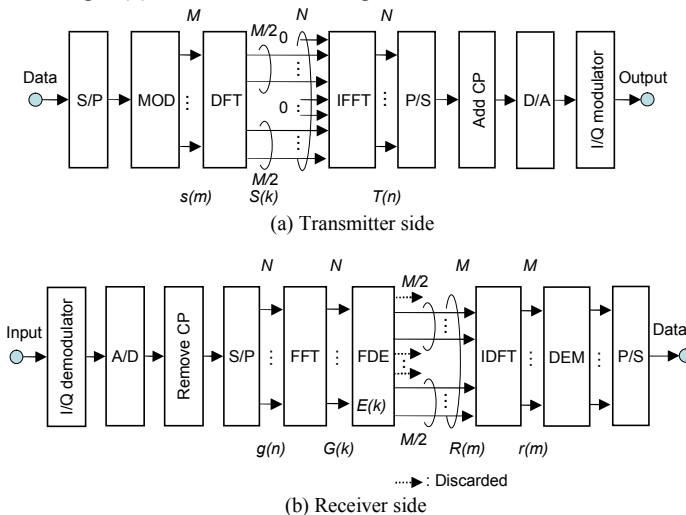 M
M/2
0
N
N
Data
S/P
MOD
DFT
0
IFFT
P/S
Add CP
D/A
I/Q modulator
Output
M/2
s(m)
S(k)
T(n)
(a) Transmitter side
N
N
M/2
M
M
Input
I/Q demodulator
A/D
Remove CP
S/P
FFT
FDE
E(k)
IDFT
DEM
P/S
Data
M/2
g(n)
G(k)
R(m)
r(m)
: Discarded
(b) Receiver side